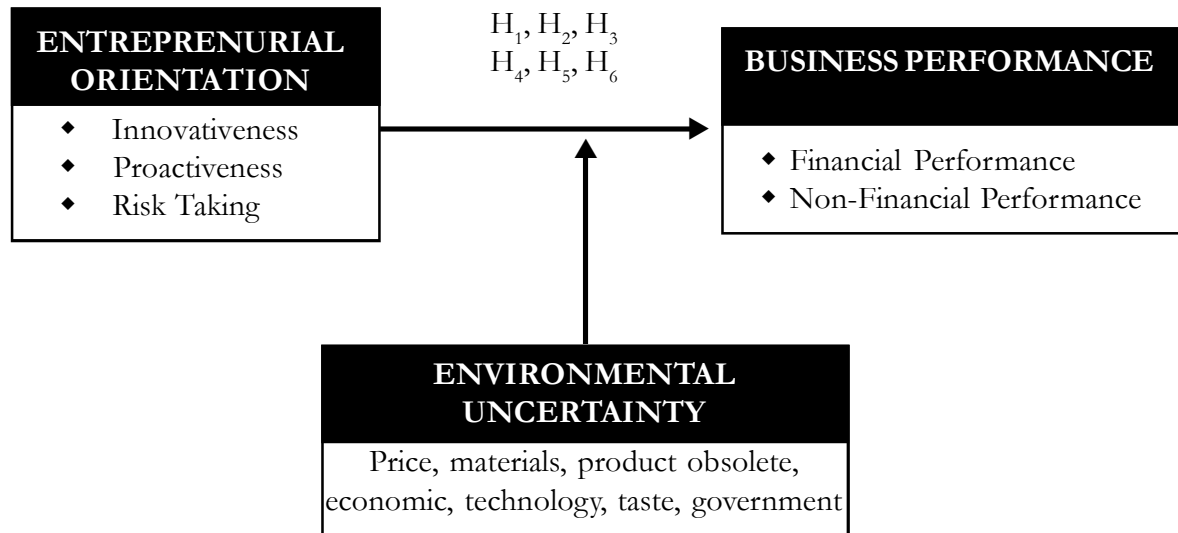 ENTREPRENURIAL
ORIENTATION
◆ Innovativeness
◆ Proactiveness
◆ Risk Taking
H₁, H₂, H₃
H₄, H₅, H₆
BUSINESS PERFORMANCE
◆ Financial Performance
◆ Non-Financial Performance
ENVIRONMENTAL
UNCERTAINTY
Price, materials, product obsolete,
economic, technology, taste, government